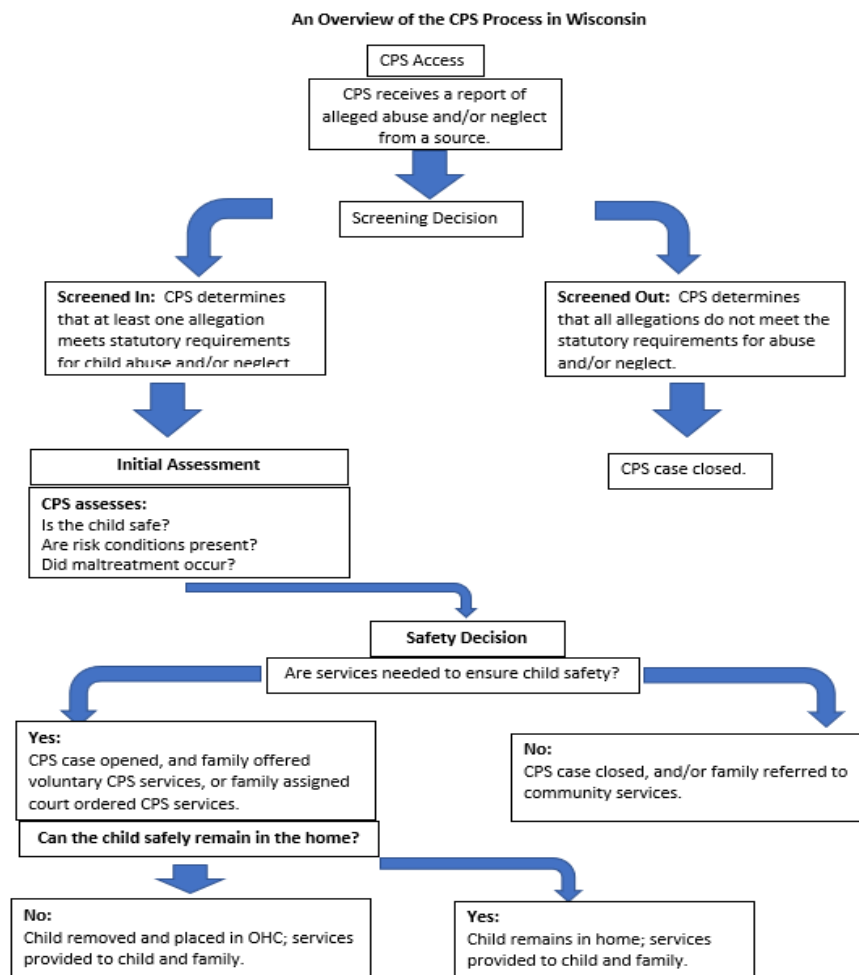 An Overview of the CPS Process in Wisconsin
CPS Access
CPS receives a report of
alleged abuse and/or neglect
from a source.
Screening Decision
Screened In: CPS determines
that at least one allegation
meets statutory requirements
for child abuse and/or neglect
Screened Out: CPS determines
that all allegations do not meet the
statutory requirements for abuse
and/or neglect.
Initial Assessment
CPS case closed.
CPS assesses:
Is the child safe?
Are risk conditions present?
Did maltreatment occur?
Safety Decision
Are services needed to ensure child safety?
Yes:
CPS case opened, and family offered
voluntary CPS services, or family assigned
court ordered CPS services.
No:
CPS case closed, and/or family referred to
community services.
Can the child safely remain in the home?
No:
Child removed and placed in OHC; services
provided to child and family.
Yes:
Child remains in home; services
provided to child and family.